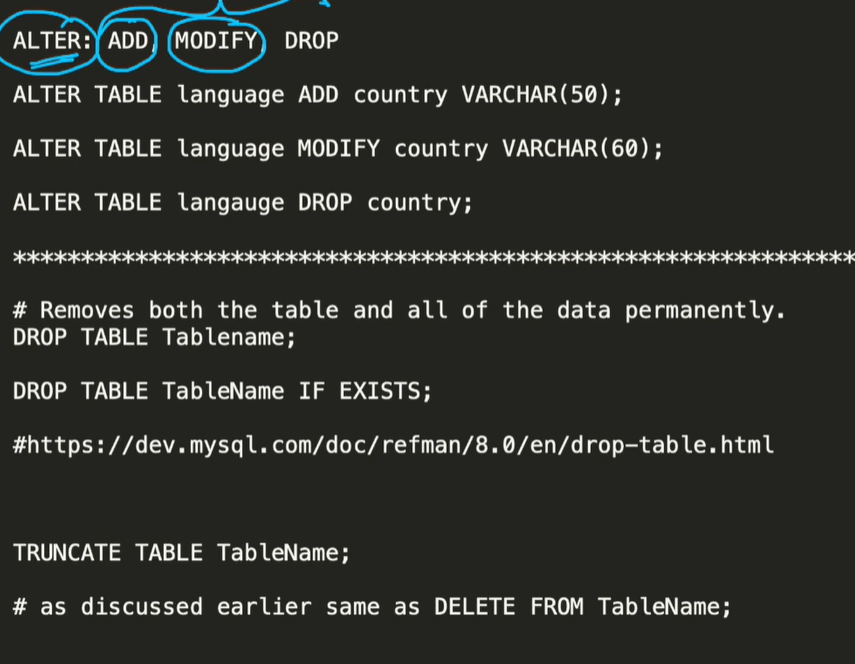 ALTER: ADD, MODIFY, DROP
ALTER TABLE language ADD country VARCHAR(50);
ALTER TABLE language MODIFY country VARCHAR(60);
ALTER TABLE langauge DROP country;
***************************************************************
# Removes both the table and all of the data permanently.
DROP TABLE Tablename;
DROP TABLE TableName IF EXISTS;
#https://dev.mysql.com/doc/refman/8.0/en/drop-table.html
TRUNCATE TABLE TableName;
# as discussed earlier same as DELETE FROM TableName;